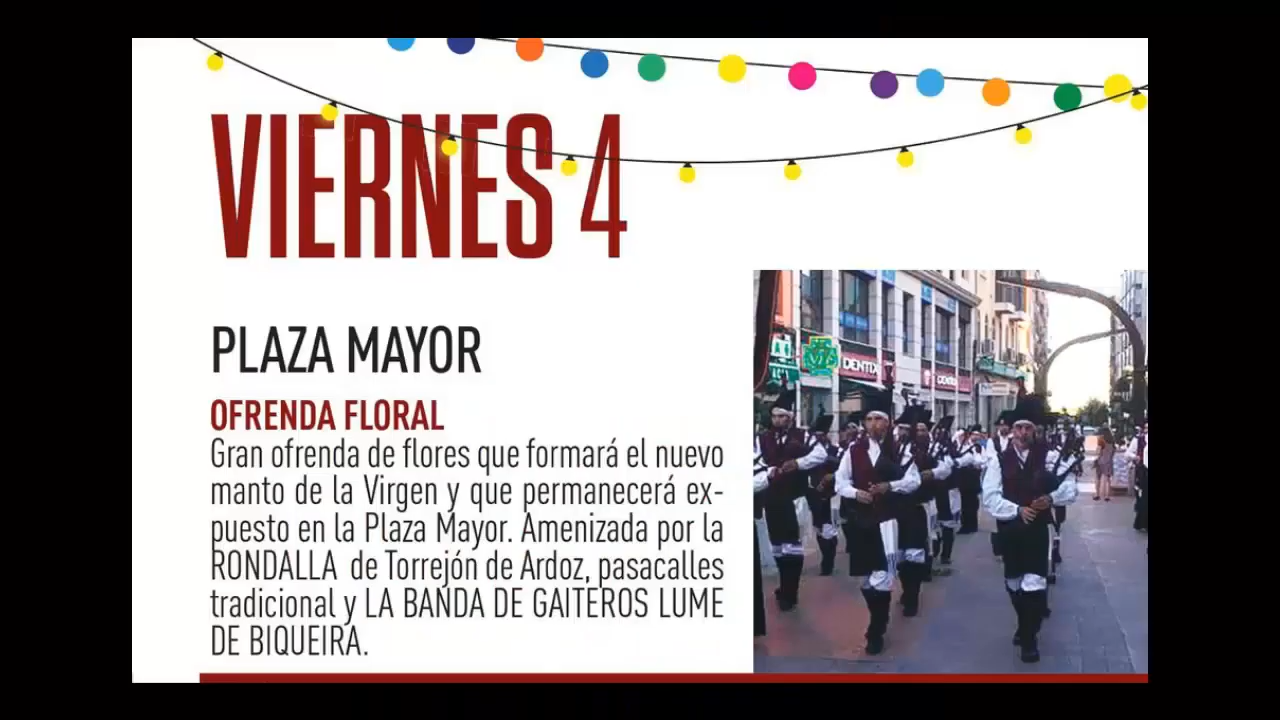 VIERNES 4
PLAZA MAYOR
OFRENDA FLORAL
Gran ofrenda de flores que formará el nuevo
manto de la Virgen y que permanecerá ex-
puesto en la Plaza Mayor. Amenizada por la
RONDALLA de Torrejón de Ardoz, pasacalles
tradicional y LA BANDA DE GAITEROS LUME
DE BIQUEIRA.
DENTIX